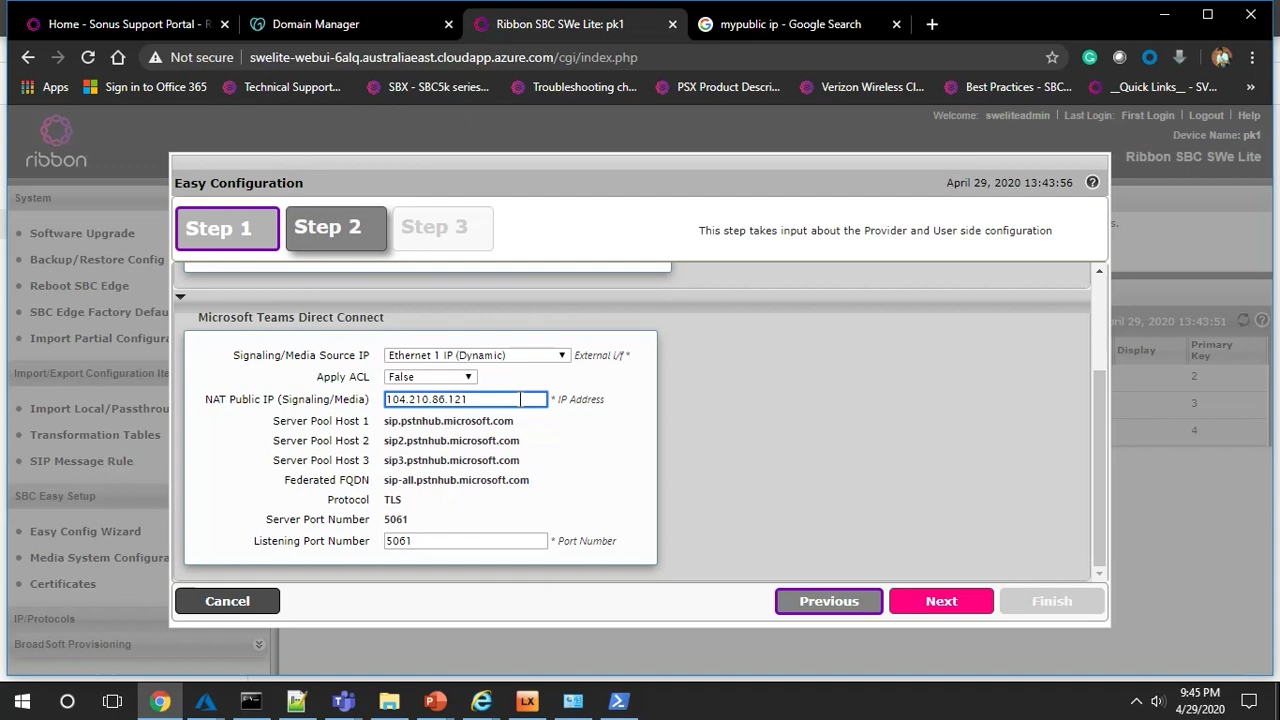 Home - Sonus Support Portal - R
Domain Manager
Ribbon SBC SWe Lite: pk1
mypublic ip - Google Search
Not secure
swelite-webui-6alq.australiaeast.cloudapp.azure.com/cgi/index.php
Apps
Sign in to Office 365
Technical Support...
SBX - SBC5k series...
Troubleshooting ch...
PSX Product Descri...
Verizon Wireless Cl...
Best Practices - SBC...
__Quick Links__ - SV...
»
Welcome: sweliteadmin | Last Login: First Login | Logout | Help
Device Name: pk1
ribbon
Ribbon SBC SWe Lite
Easy Configuration
April 29, 2020 13:43:56
System
Step 1
Step 2
Step 3
This step takes input about the Provider and User side configuration
Software Upgrade
Backup/Restore Config
Reboot SBC Edge
SBC Edge Factory Defau
Import Partial Configura
Microsoft Teams Direct Connect
ril 29, 2020 13:43:51
Display
Primary Key
Signaling/Media Source IP
Ethernet 1 IP (Dynamic)
External i/f *
Import/Export Configuration Ite
Apply ACL
False
2
NAT Public IP (Signaling/Media)
104.210.86.121
* IP Address
3
Import Local/Passthrou
Server Pool Host 1
sip.pstnhub.microsoft.com
Transformation Tables
Server Pool Host 2
sip2.pstnhub.microsoft.com
4
SIP Message Rule
Server Pool Host 3
sip3.pstnhub.microsoft.com
Federated FQDN
sip-all.pstnhub.microsoft.com
SBC Easy Setup
Protocol
TLS
Server Port Number
5061
Easy Config Wizard
Listening Port Number
5061
* Port Number
Media System Configura
Certificates
Cancel
Previous
Next
Finish
IP/Protocols
BroadSoft Provisioning
LX
9:45 PM
4/29/2020